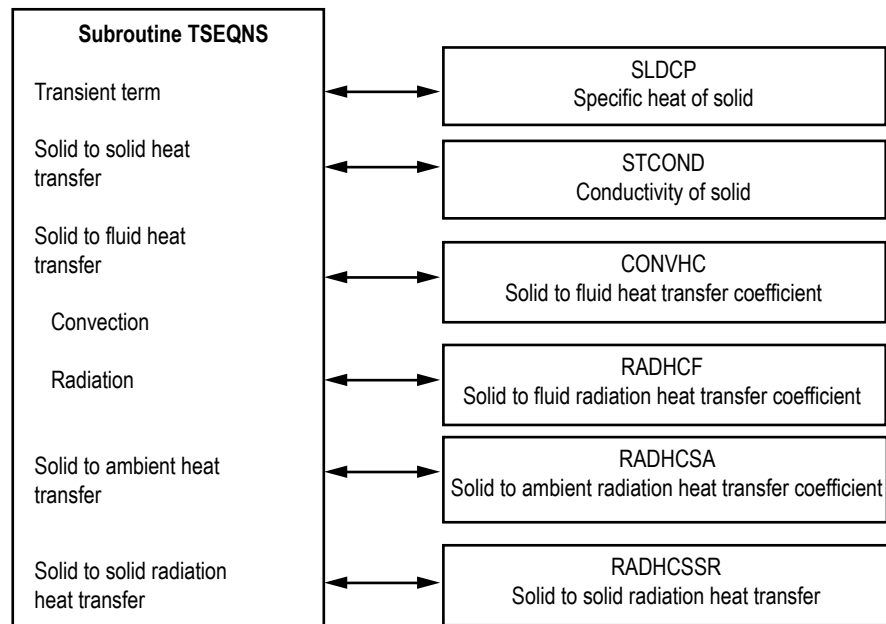 Subroutine TSEQNS
Transient term
Solid to solid heat
transfer
Solid to fluid heat
transfer
Convection
Radiation
Solid to ambient heat
transfer
Solid to solid radiation
heat transfer
SLDCP
Specific heat of solid
STCOND
Conductivity of solid
CONVHC
Solid to fluid heat transfer coefficient
RADHCF
Solid to fluid radiation heat transfer coefficient
RADHCSA
Solid to ambient radiation heat transfer coefficient
RADHCSSR
Solid to solid radiation heat transfer